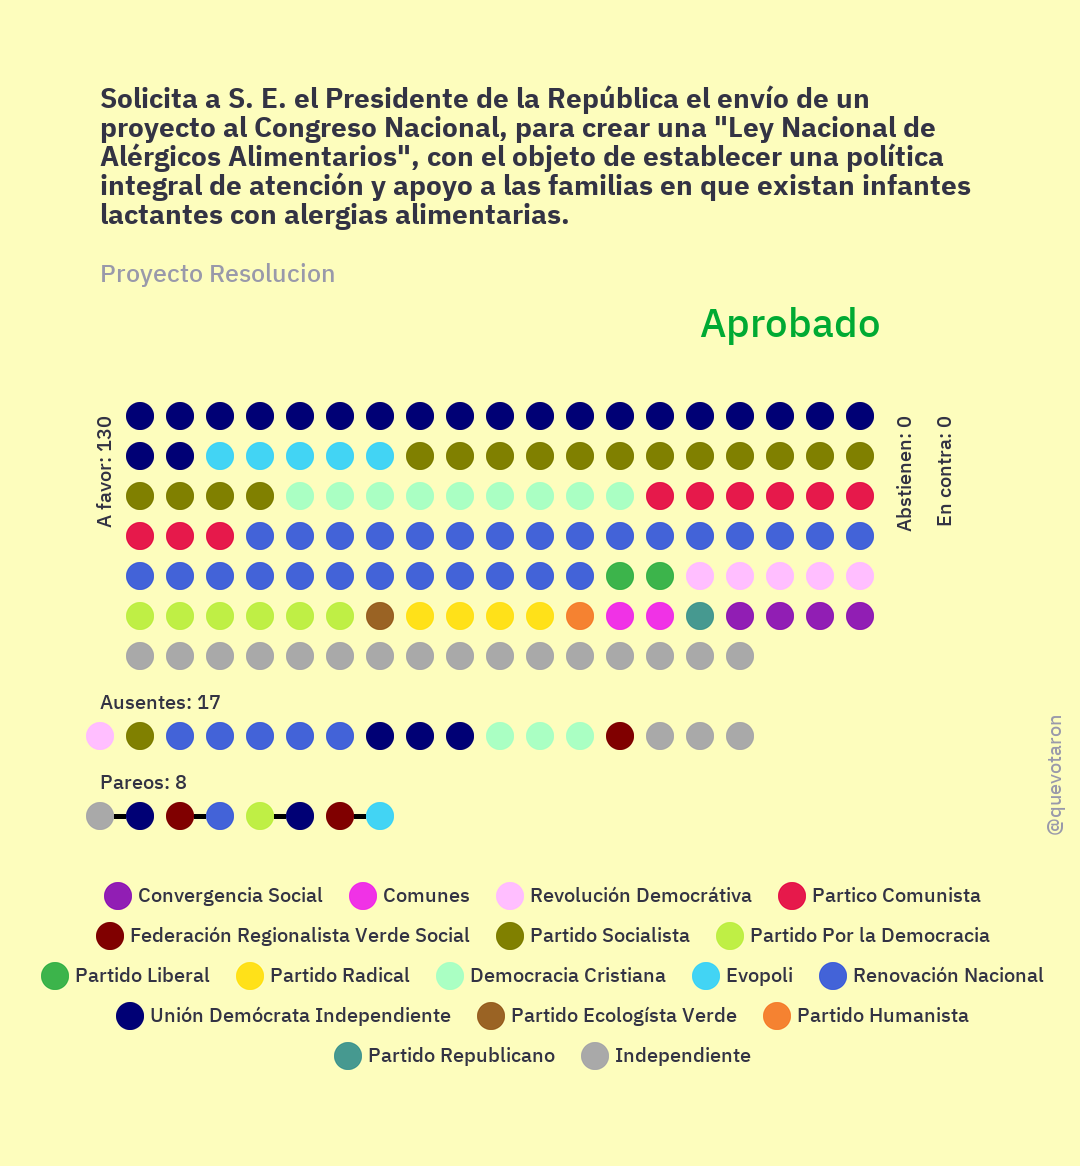 Solicita a S. E. el Presidente de la República el envío de un
proyecto al Congreso Nacional, para crear una "Ley Nacional de
Alérgicos Alimentarios", con el objeto de establecer una política
integral de atención y apoyo a las familias en que existan infantes
lactantes con alergias alimentarias.
Proyecto Resolucion
Aprobado
A favor: 130
Abstienen: 0
En contra: 0
Ausentes: 17
Pareos: 8
@quevotaron
Convergencia Social Comunes Revolución Democrátiva Partico Comunista
Federación Regionalista Verde Social Partido Socialista Partido Por la Democracia
Partido Liberal Partido Radical Democracia Cristiana Evopoli Renovación Nacional
Unión Demócrata Independiente Partido Ecologísta Verde Partido Humanista
Partido Republicano Independiente